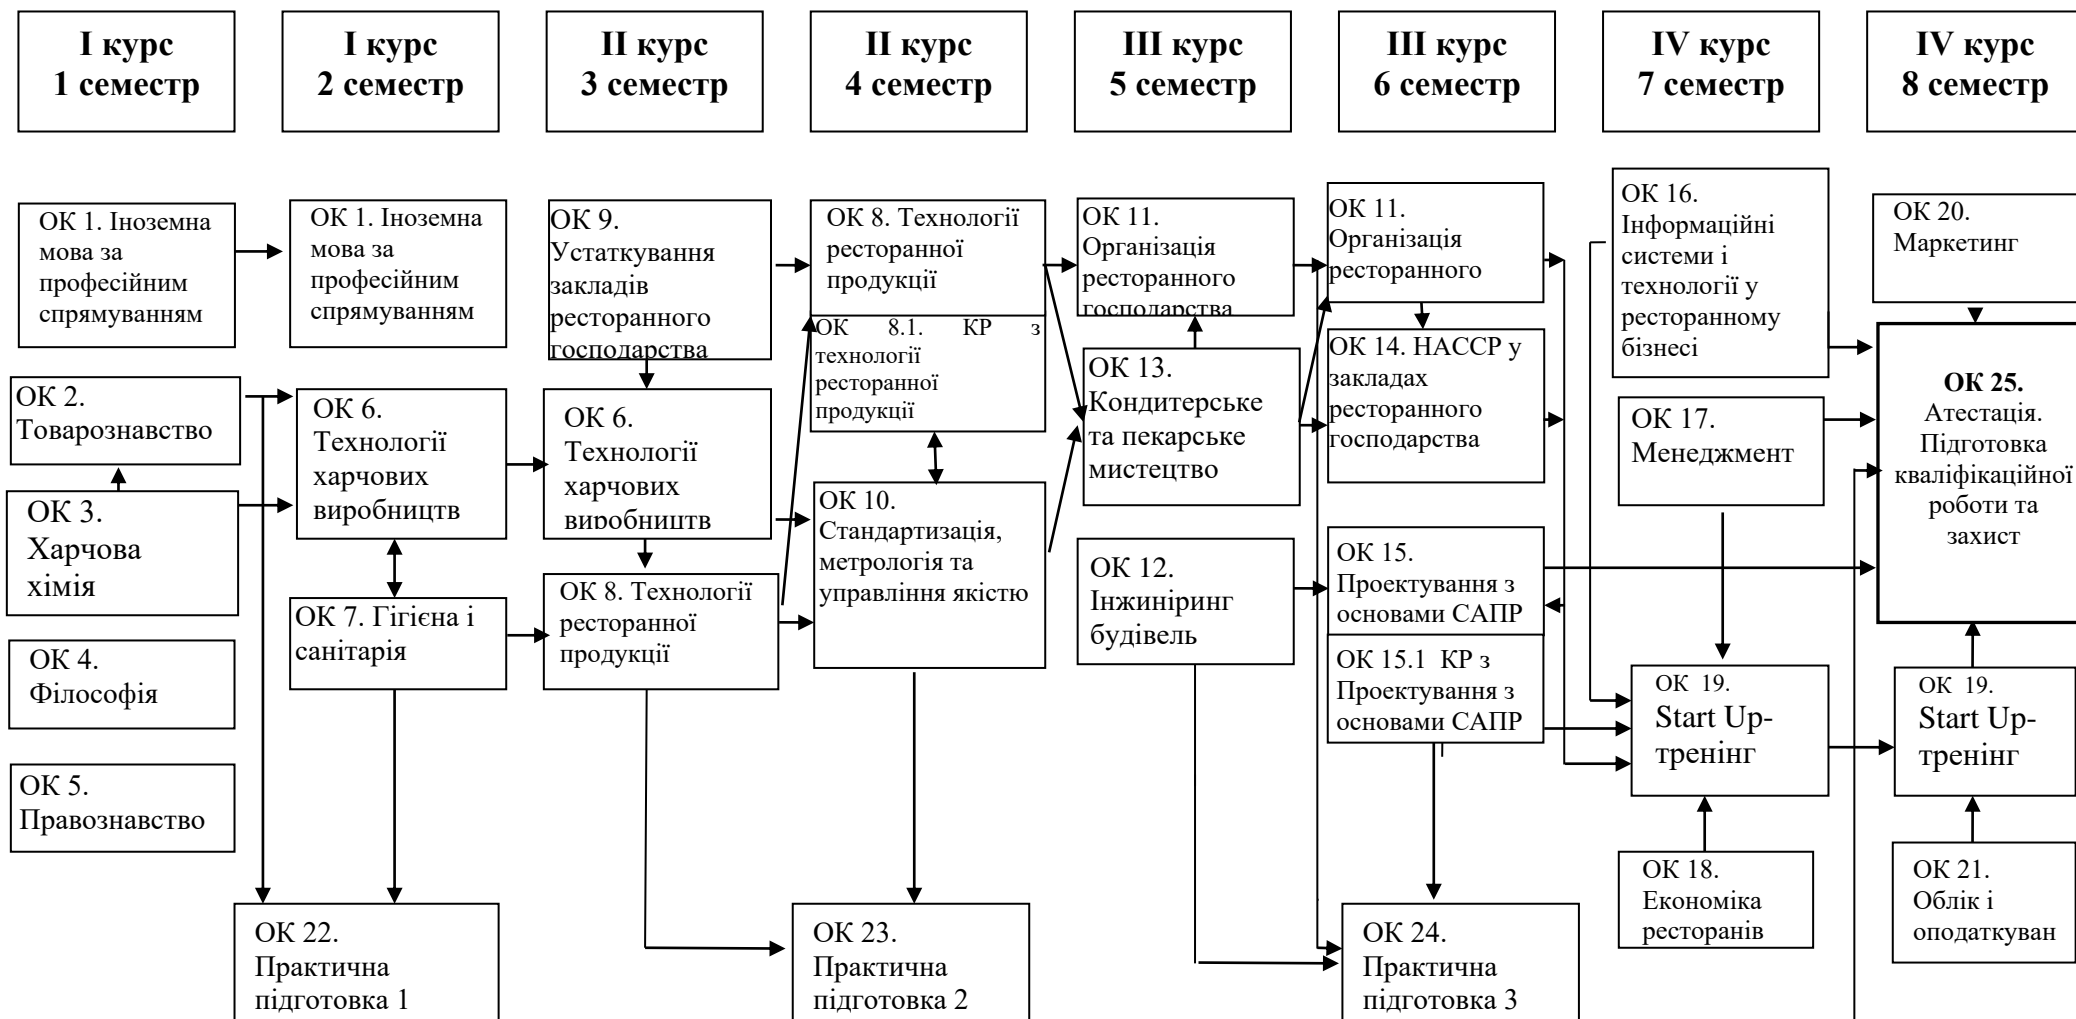 І курс
1 семестр
І курс
2 семестр
ІІ курс
3 семестр
ІІ курс
4 семестр
ІІІ курс
5 семестр
ІІІ курс
6 семестр
ІV курс
7 семестр
ІV курс
8 семестр
ОК 1. Іноземна
мова за
професійним
спрямуванням
ОК 2.
Товарознавство
ОК 3.
Харчова
хімія
ОК 4.
Філософія
ОК 5.
Правознавство
ОК 1. Іноземна
мова за
професійним
спрямуванням
ОК 6.
Технології
харчових
виробництв
ОК 7. Гігієна і
санітарія
ОК 22.
Практична
підготовка 1
ОК 9.
Устаткування
закладів
ресторанного
господарства
ОК 6.
Технології
харчових
виробництв
ОК 8. Технології
ресторанної
продукції
ОК 8. Технології
ресторанної
продукції
ОК 8.1. КР з
технології
ресторанної
продукції
ОК 10.
Стандартизація,
метрологія та
управління якістю
ОК 23.
Практична
підготовка 2
ОК 11.
Організація
ресторанного
господарства
ОК 13.
Кондитерське
та пекарське
мистецтво
ОК 12.
Інжиніринг
будівель
ОК 11.
Організація
ресторанного
ОК 14. НАССР у
закладах
ресторанного
господарства
ОК 15.
Проектування з
основами САПР
ОК 15.1 КР з
Проектування з
основами САПР
ОК 24.
Практична
підготовка 3
ОК 16.
Інформаційні
системи і
технології у
ресторанному
бізнесі
ОК 17.
Менеджмент
ОК 19.
Start Up-
тренінг
ОК 18.
Економіка
ресторанів
ОК 20.
Маркетинг
ОК 25.
Атестація.
Підготовка
кваліфікаційної
роботи та
захист
ОК 19.
Start Up-
тренінг
ОК 21.
Облік і
оподаткуван